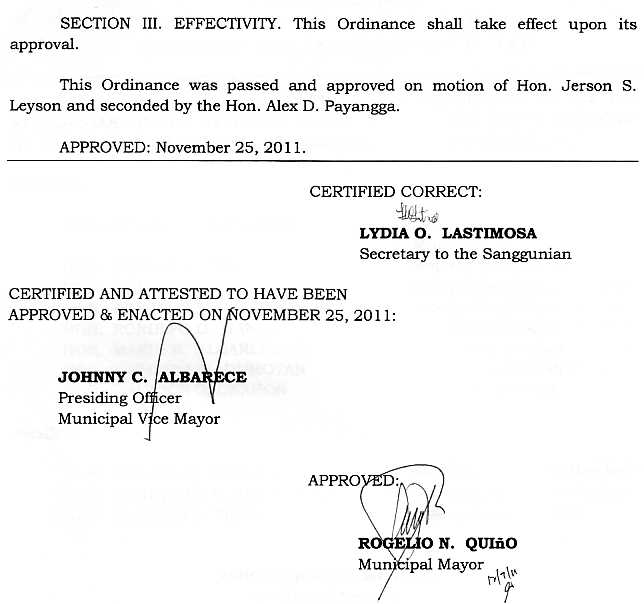 SECTION III. EFFECTIVITY. This Ordinance shall take effect upon its
approval.
This Ordinance was passed and approved on motion of Hon. Jerson S.
Leyson and seconded by the Hon. Alex D. Payangga.
APPROVED: November 25, 2011.
CERTIFIED CORRECT:
LYDIA O. LASTIMOSA
Secretary to the Sanggunian
CERTIFIED AND ATTESTED TO HAVE BEEN
APPROVED & ENACTED ON NOVEMBER 25, 2011:
JOHNNY C. ALBARECE
Presiding Officer
Municipal Vice Mayor
APPROVED:
ROGELIO N. QUIñO
Municipal Mayor
12/7/11